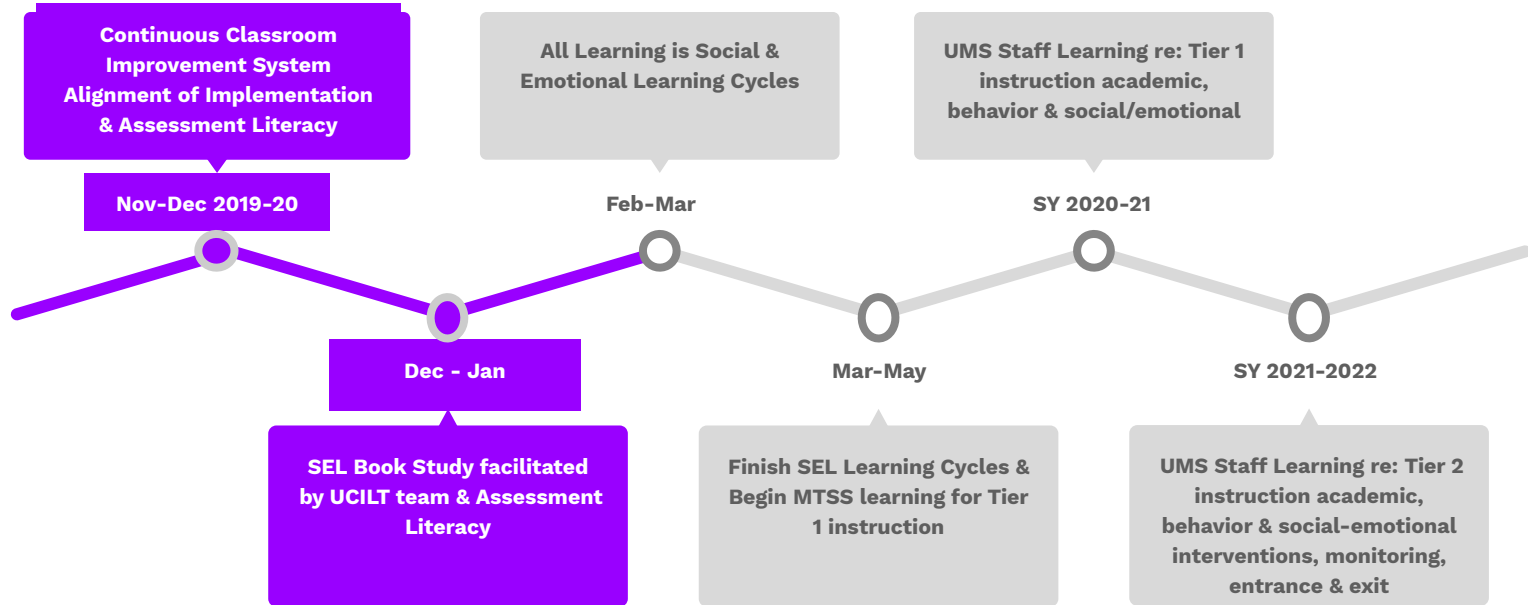 Continuous Classroom
Improvement System
Alignment of Implementation
& Assessment Literacy
Nov-Dec 2019-20
Dec - Jan
SEL Book Study facilitated
by UCILT team & Assessment
Literacy
All Learning is Social &
Emotional Learning Cycles
Feb-Mar
Mar-May
Finish SEL Learning Cycles &
Begin MTSS learning for Tier
1 instruction
UMS Staff Learning re: Tier 1
instruction academic,
behavior & social/emotional
SY 2020-21
SY 2021-2022
UMS Staff Learning re: Tier 2
instruction academic,
behavior & social-emotional
interventions, monitoring,
entrance & exit